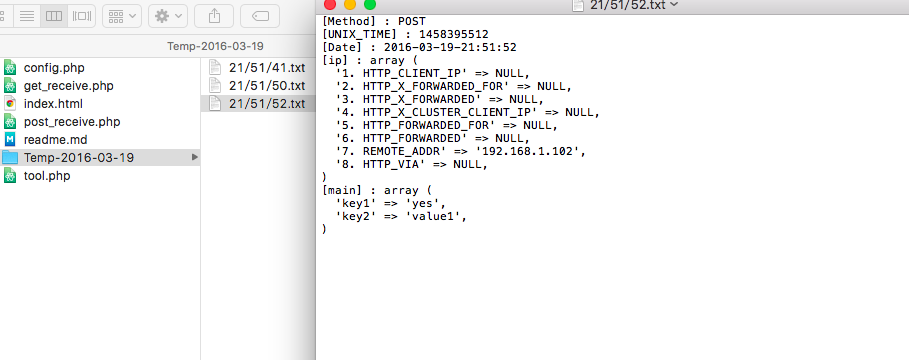 Temp-2016-03-19
config.php
get_receive.php
index.html
post_receive.php
readme.md
Temp-2016-03-19
tool.php
21/51/41.txt
21/51/50.txt
21/51/52.txt
21/51/52.txt
[Method] : POST
[UNIX_TIME] : 1458395512
[Date] : 2016-03-19-21:51:52
[ip] : array (
  '1. HTTP_CLIENT_IP' => NULL,
  '2. HTTP_X_FORWARDED_FOR' => NULL,
  '3. HTTP_X_FORWARDED' => NULL,
  '4. HTTP_X_CLUSTER_CLIENT_IP' => NULL,
  '5. HTTP_FORWARDED_FOR' => NULL,
  '6. HTTP_FORWARDED' => NULL,
  '7. REMOTE_ADDR' => '192.168.1.102',
  '8. HTTP_VIA' => NULL,
)
[main] : array (
  'key1' => 'yes',
  'key2' => 'value1',
)